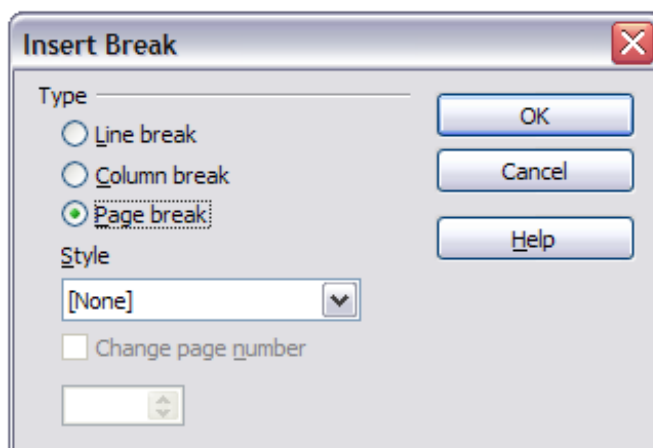 Insert Break
Type
Line break
Column break
Page break
Style
[None]
Change page number
OK
Cancel
Help